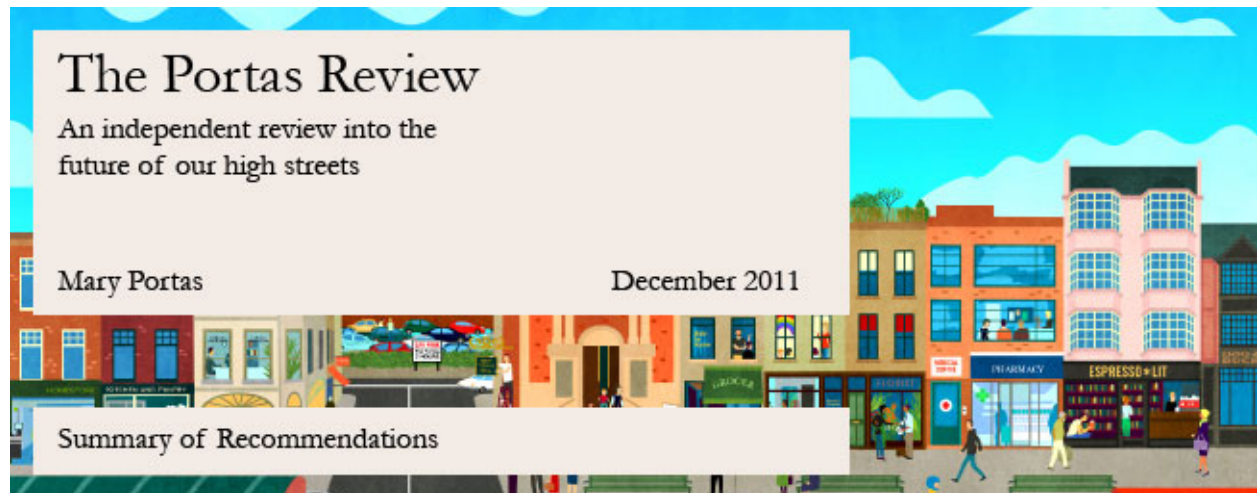 The Portas Review
An independent review into the
future of our high streets
Mary Portas
December 2011
GROCER
FLORIST
PHARMACY
ESPRESSO★LIT
Summary of Recommendations